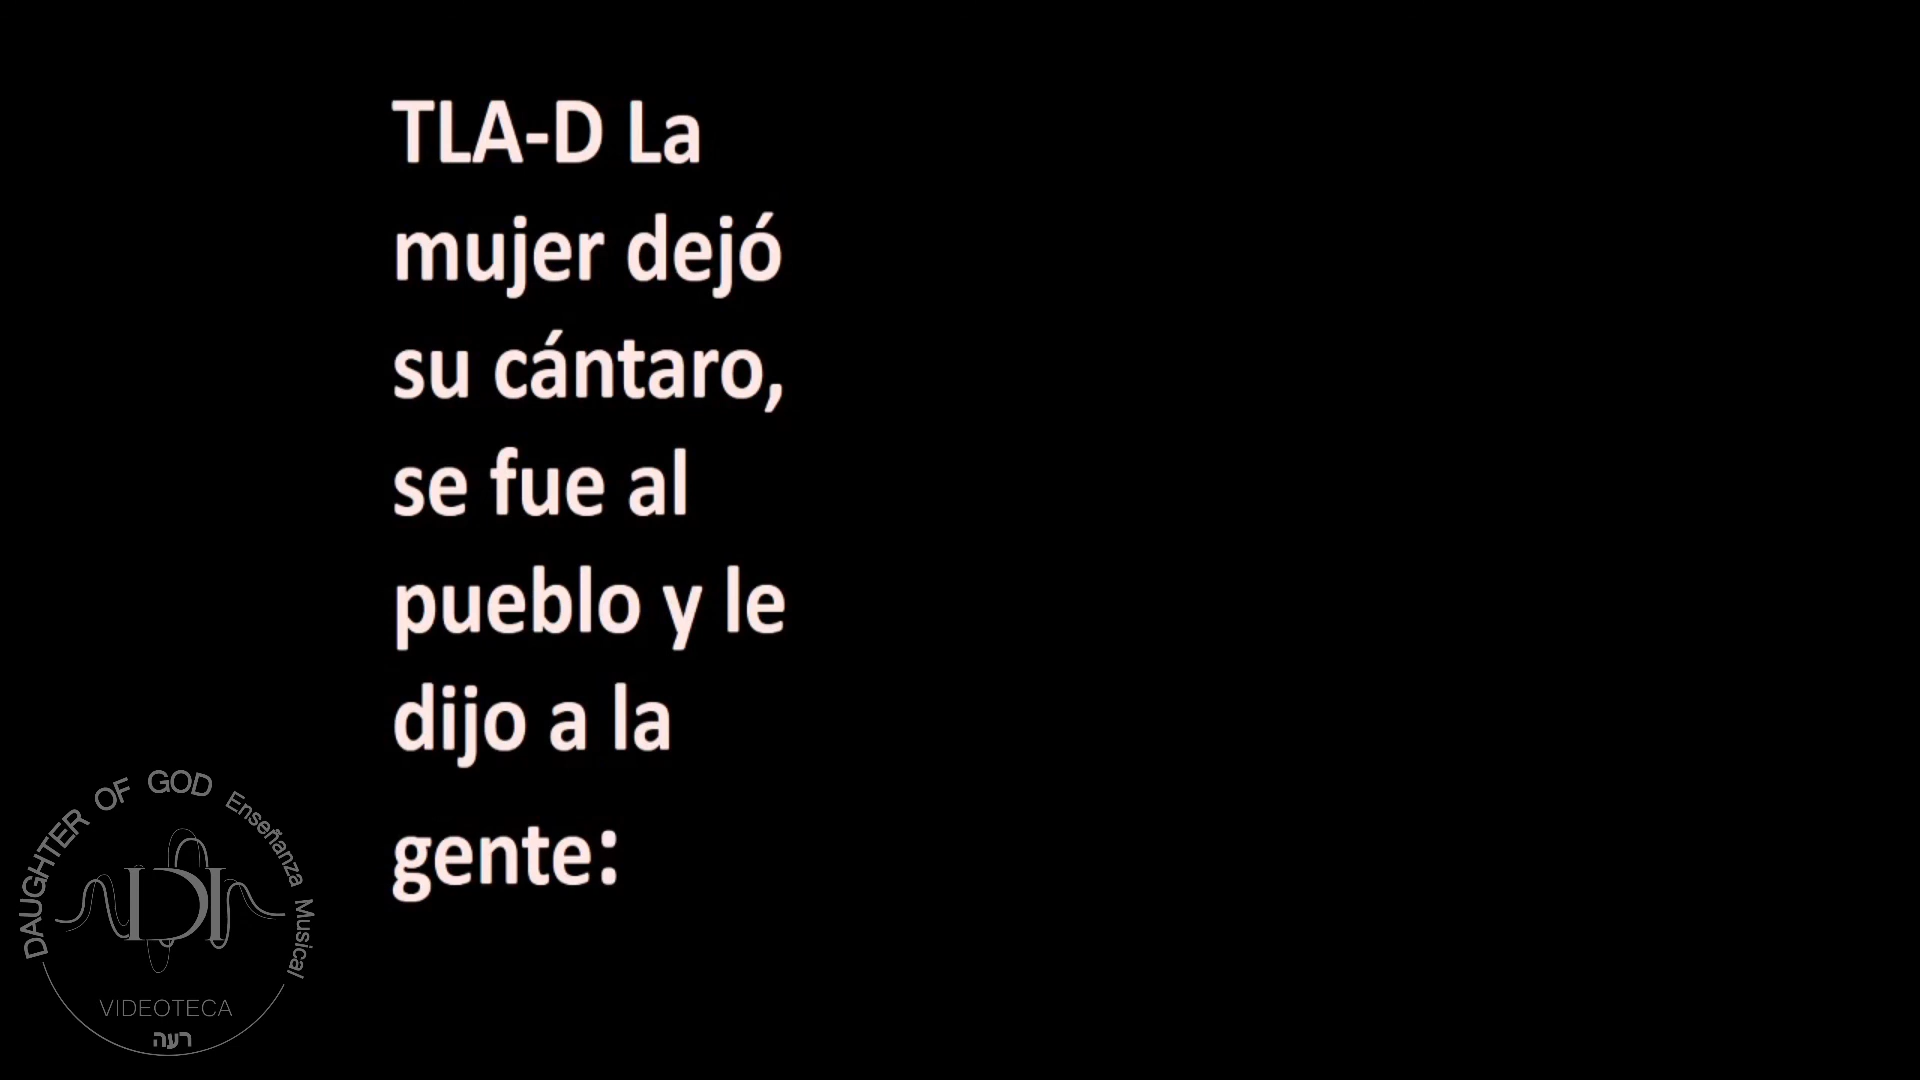 TLA-D La
mujer dejó
su cántaro,
se fue al
pueblo y le
dijo a la
gente:
DAUGHTER OF GOD Enseñanza Musical
DI
VIDEOTECA
רעה